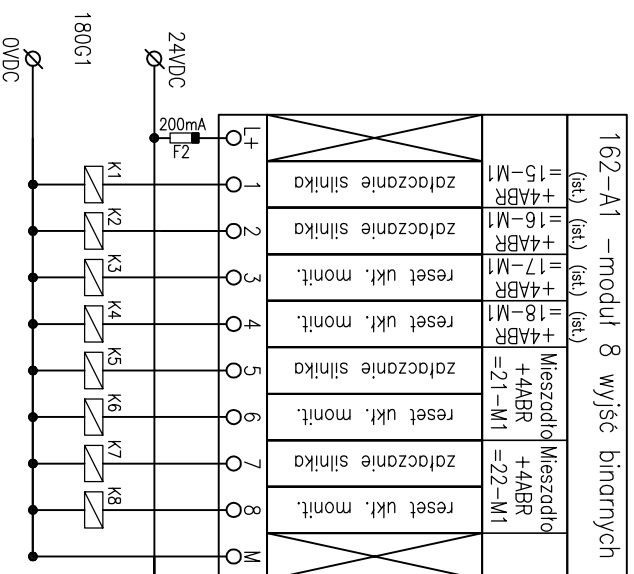 162-A1 -moduł 8 wyjść binarnych
(ist.)
(ist.)
(ist.)
(ist.)
+4ABR
=15-M1
+4ABR
=16-M1
+4ABR
=17-M1
+4ABR
=18-M1
Mieszadło
+4ABR
=21-M1
Mieszadło
+4ABR
=22-M1
załączanie silnika
załączanie silnika
reset ukł. monit.
reset ukł. monit.
załączanie silnika
reset ukł. monit.
załączanie silnika
reset ukł. monit.
L+
1
2
3
4
5
6
7
8
M
24VDC
200mA
F2
180G1
0VDC
K1
K2
K3
K4
K5
K6
K7
K8